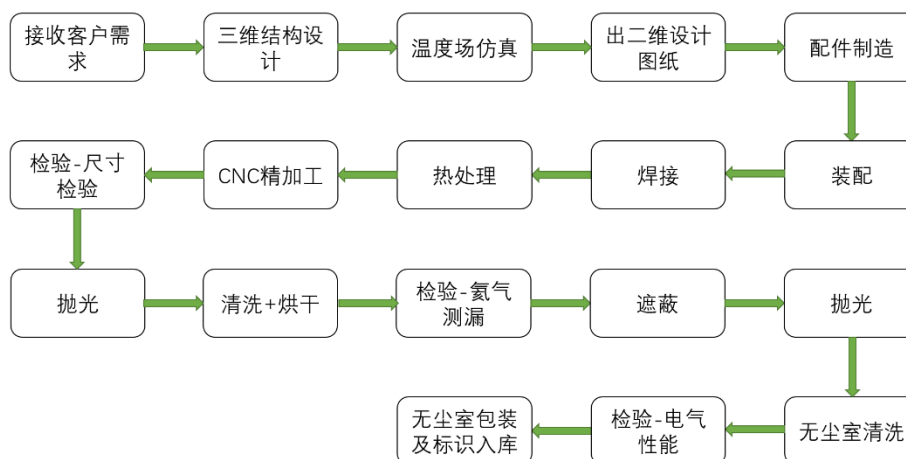 接收客户需
求
三维结构设
计
温度场仿真
出二维设计
图纸
配件制造
检验-尺寸
检验
CNC精加工
热处理
焊接
装配
抛光
清洗+烘干
检验-氦气
测漏
遮蔽
抛光
无尘室包装
及标识入库
检验-电气
性能
无尘室清洗